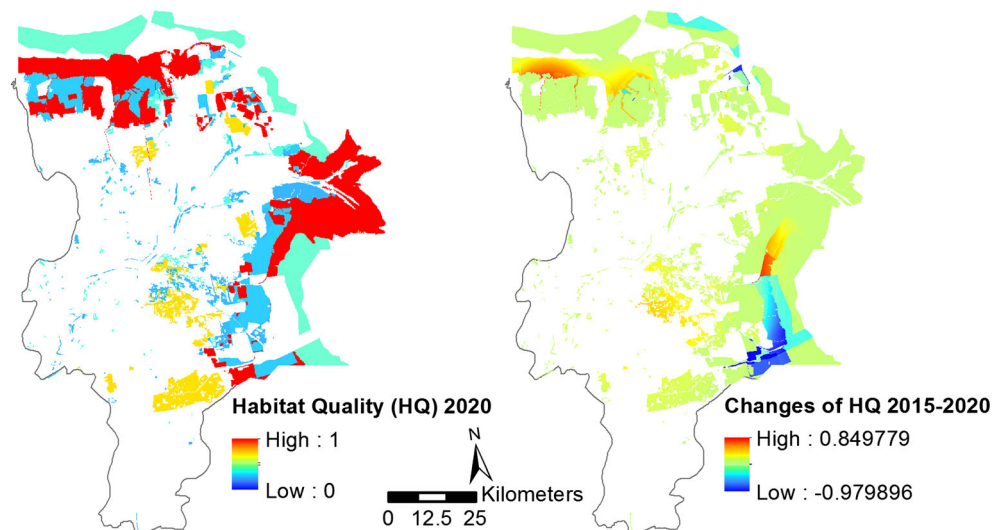 Habitat Quality (HQ) 2020
High : 1
Low : 0
N
Kilometers
0 12.5 25
Changes of HQ 2015-2020
High : 0.849779
Low : -0.979896